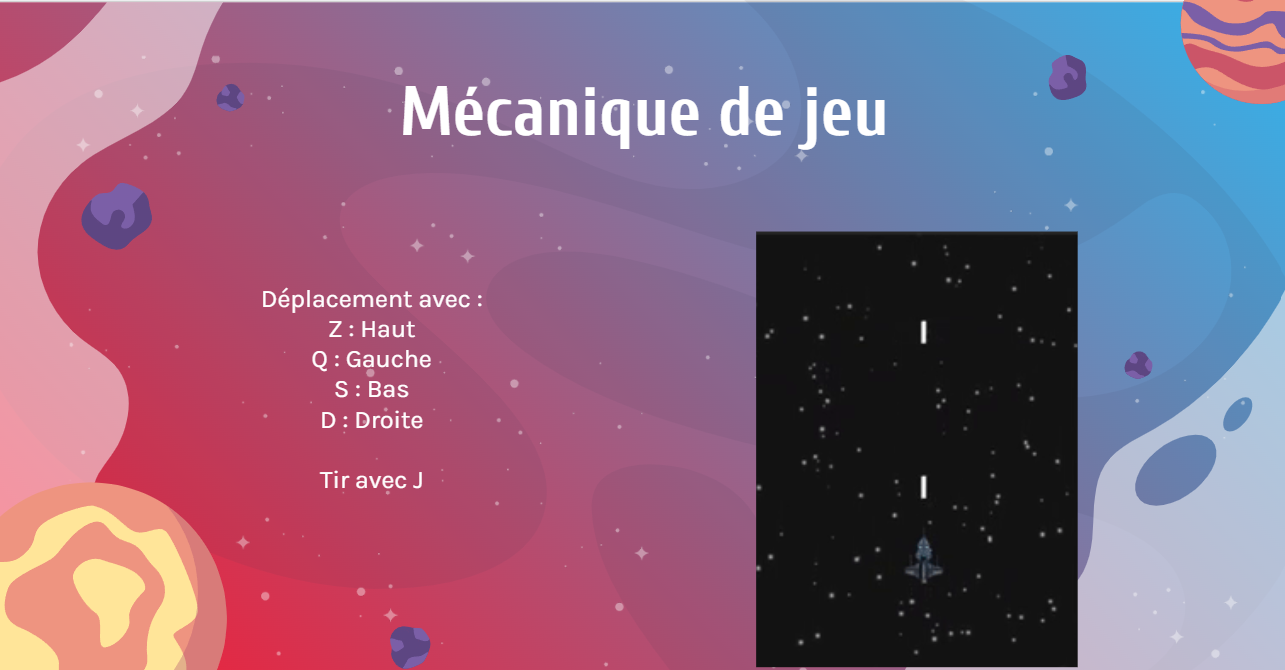 Mécanique de jeu
Déplacement avec :
Z : Haut
Q : Gauche
S : Bas
D : Droite
Tir avec J